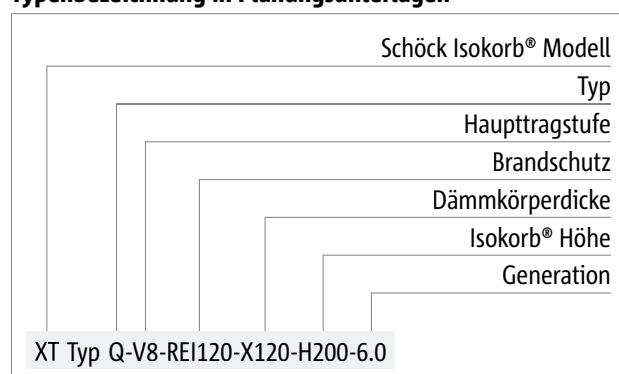 Typenbezeichnung in Planungsunterlagen
Schöck Isokorb® Modell
Typ
Haupttragstufe
Brandschutz
Dämmkörperdicke
Isokorb® Höhe
Generation
XT Typ Q-V8-REI120-X120-H200-6.0